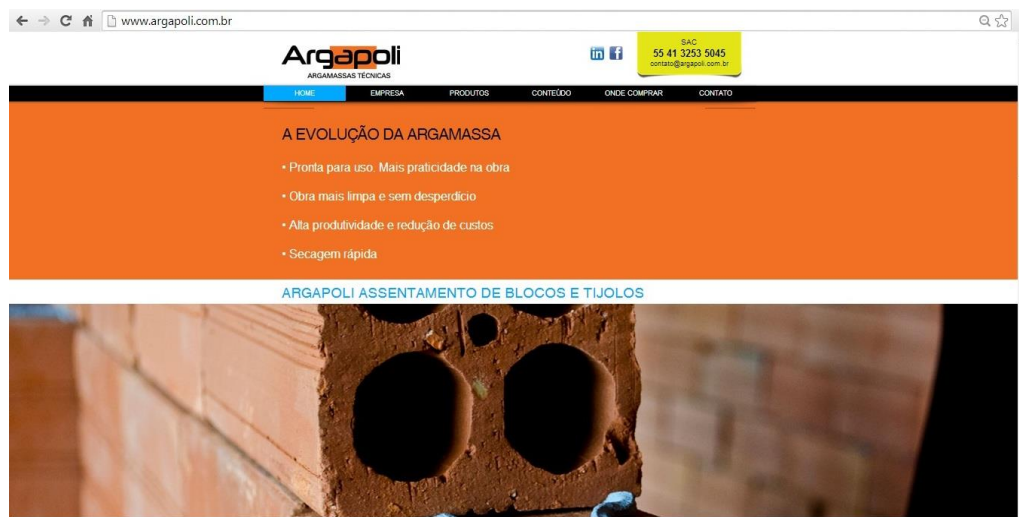 www.argapoli.com.br
Argapoli
ARGAMASSAS TÉCNICAS
in f
SAC
55 41 3253 5045
contato@argapoli.com.br
HOME EMPRESA PRODUTOS CONTEÚDO ONDE COMPRAR CONTATO
A EVOLUÇÃO DA ARGAMASSA
• Pronta para uso. Mais praticidade na obra
• Obra mais limpa e sem desperdício
• Alta produtividade e redução de custos
• Secagem rápida
ARGAPOLI ASSENTAMENTO DE BLOCOS E TIJOLOS